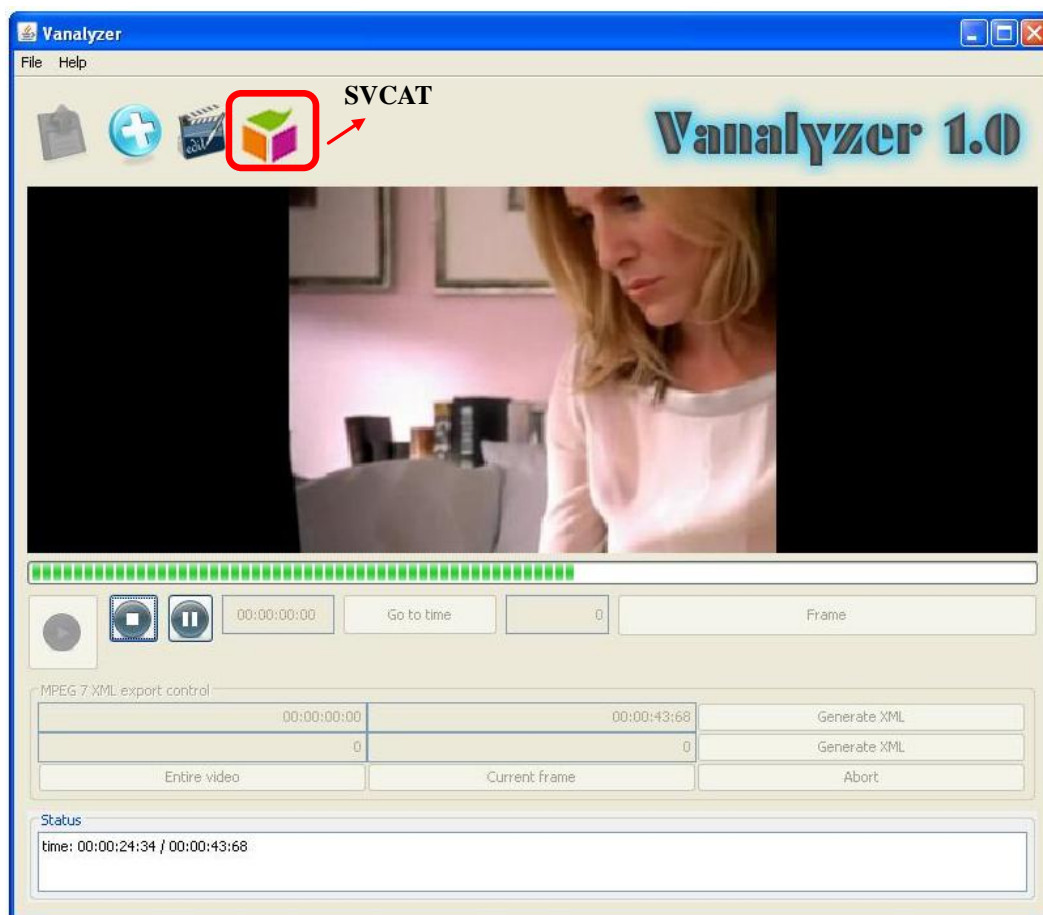 Vanalyzer
File Help
SVCAT
edit
Vanalyzer 1.0
00:00:00:00 Go to time 0 Frame
MPEG 7 XML export control
00:00:00:00 00:00:43:68 Generate XML
0 0 Generate XML
Entire video Current frame Abort
Status
time: 00:00:24:34 / 00:00:43:68